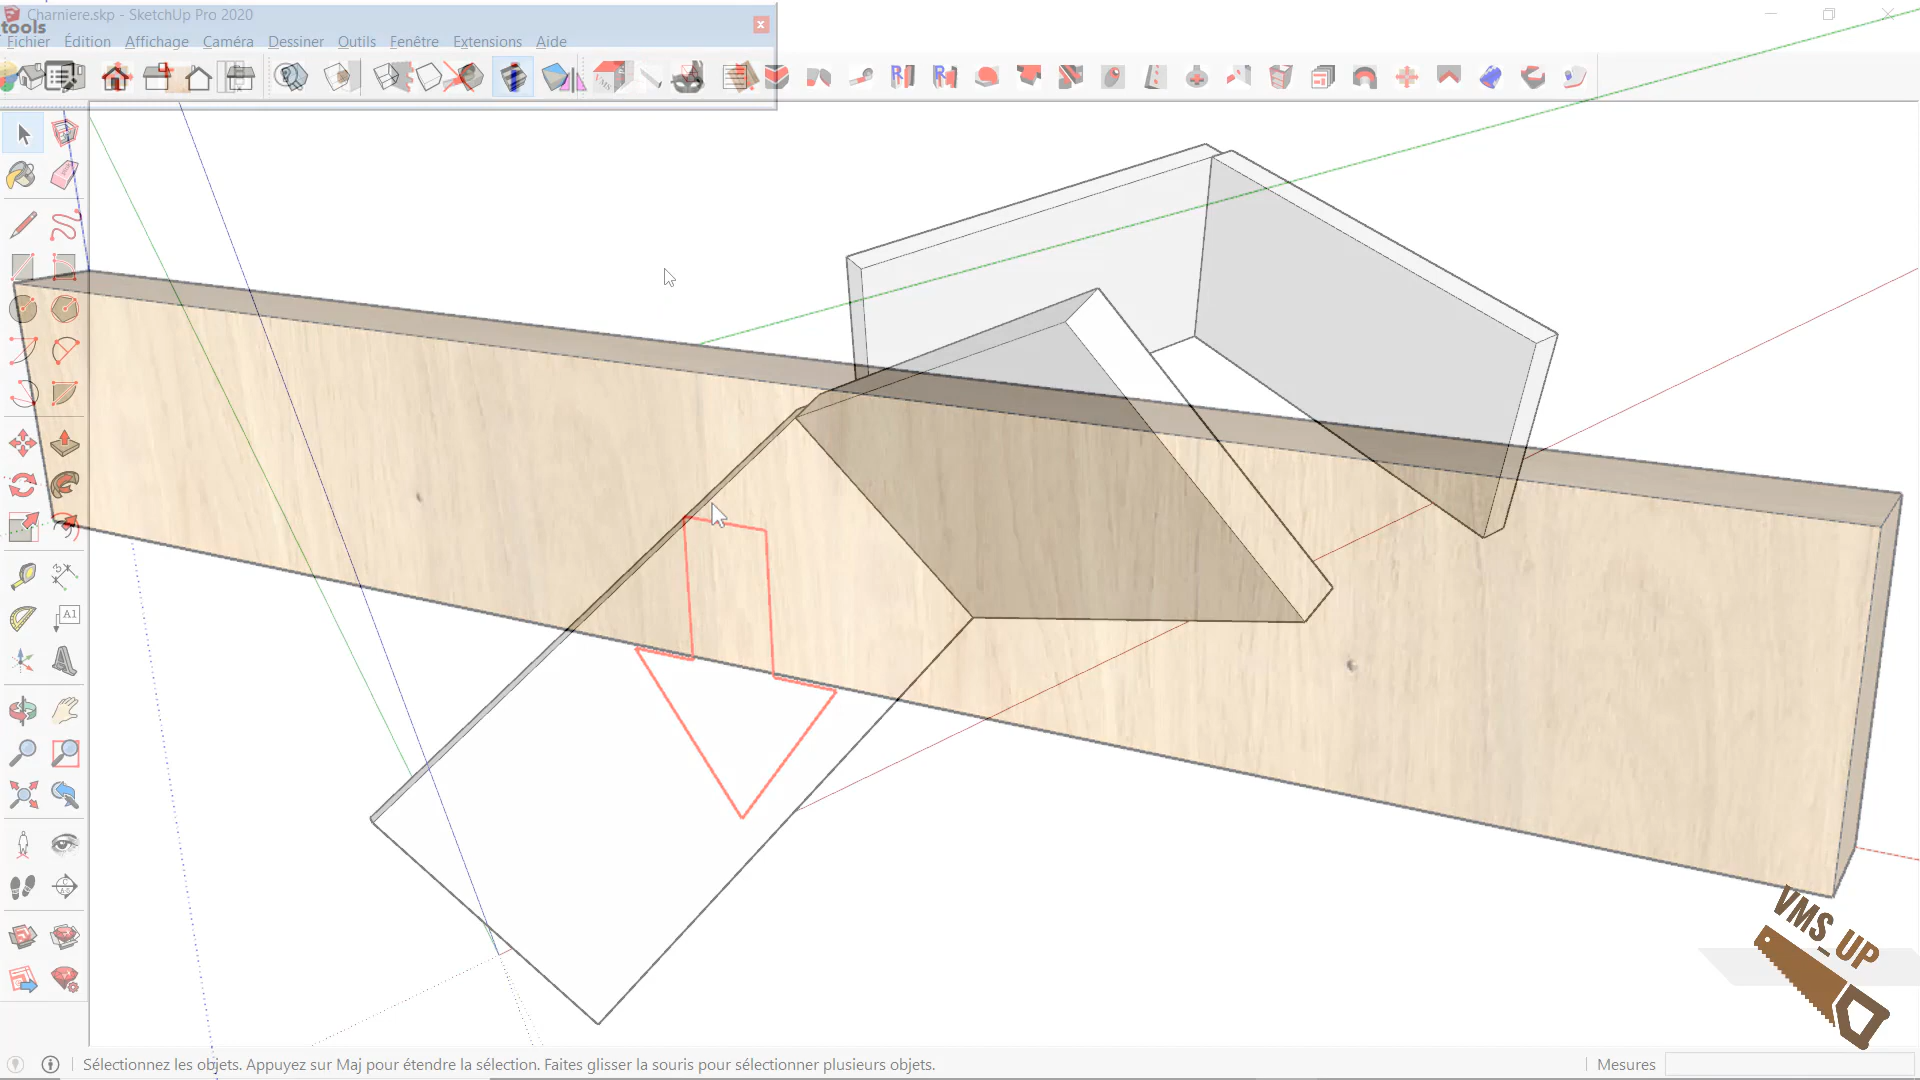 Charniere.skp - SketchUp Pro 2020
tools
Fichier Édition Affichage Caméra Dessiner Outils Fenêtre Extensions Aide
A1
VMS_UP
Sélectionnez les objets. Appuyez sur Maj pour étendre la sélection. Faites glisser la souris pour sélectionner plusieurs objets.
Mesures